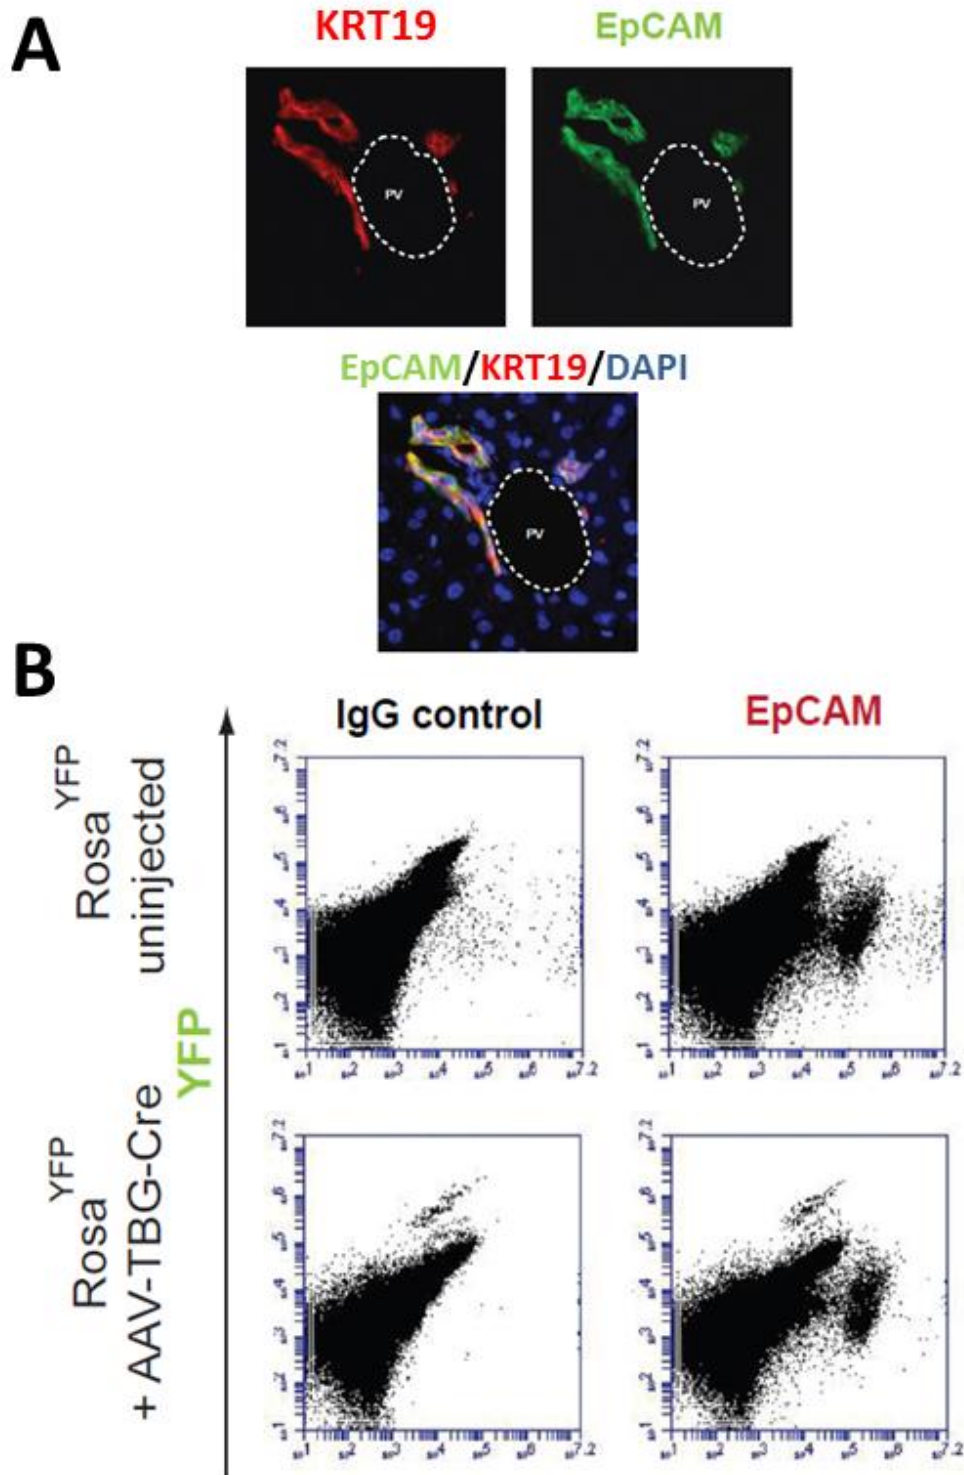 A
KRT19
EpCAM
PV
PV
EpCAM/KRT19/DAPI
PV
B
IgG control
EpCAM
Rosa YFP
uninjected
YFP
Rosa YFP
+ AAV-TBG-Cre